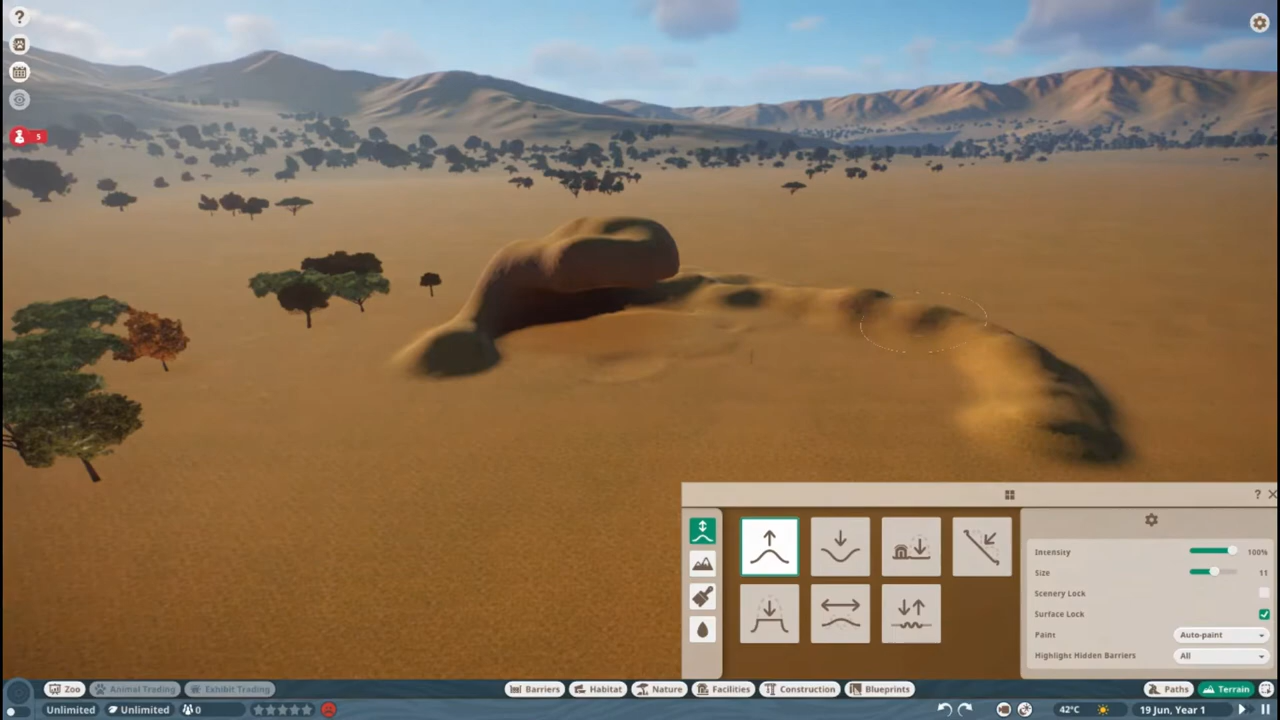 ?
5
? X
Intensity 100%
Size 11
Scenery Lock
Surface Lock
Paint Auto-paint
Highlight Hidden Barriers All
Zoo Animal Trading Exhibit Trading Barriers Habitat Nature Facilities Construction Blueprints Paths Terrain
Unlimited Unlimited 0 42°C 19 Jun, Year 1